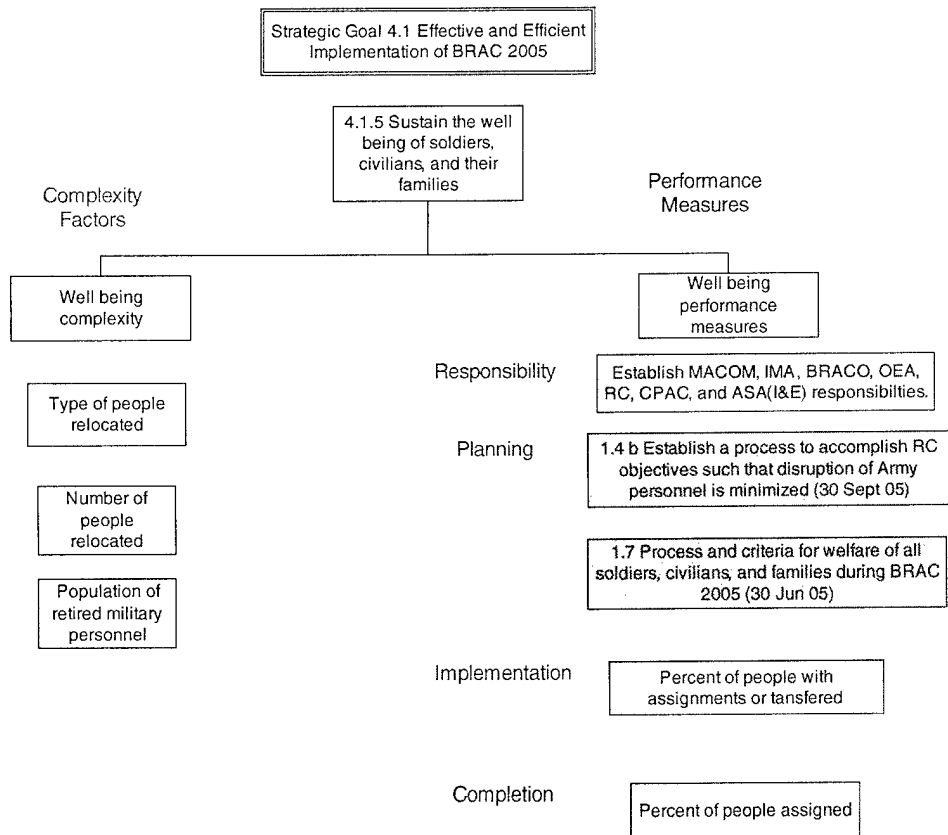 Strategic Goal 4.1 Effective and Efficient
Implementation of BRAC 2005
4.1.5 Sustain the well
being of soldiers,
civilians, and their
families
Complexity
Factors
Performance
Measures
Well being
complexity
Well being
performance
measures
Responsibility
Establish MACOM, IMA, BRACO, OEA,
RC, CPAC, and ASA(I&E) responsibilties.
Type of people
relocated
Planning
1.4 b Establish a process to accomplish RC
objectives such that disruption of Army
personnel is minimized (30 Sept 05)
Number of
people
relocated
1.7 Process and criteria for welfare of all
soldiers, civilians, and families during BRAC
2005 (30 Jun 05)
Population of
retired military
personnel
Implementation
Percent of people with
assignments or tansfered
Completion
Percent of people assigned